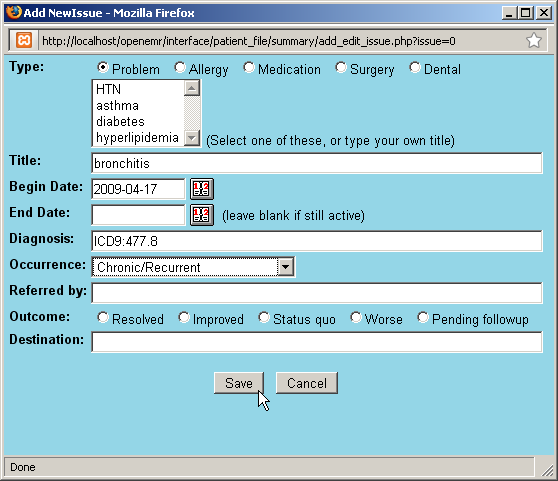 Add NewIssue - Mozilla Firefox
http://localhost/openemr/interface/patient_file/summary/add_edit_issue.php?issue=0
Type: Problem Allergy Medication Surgery Dental
HTN
asthma
diabetes
hyperlipidemia (Select one of these, or type your own title)
Title: bronchitis
Begin Date: 2009-04-17
End Date: (leave blank if still active)
Diagnosis: ICD9:477.8
Occurrence: Chronic/Recurrent
Referred by:
Outcome: Resolved Improved Status quo Worse Pending followup
Destination:
Save Cancel
Done